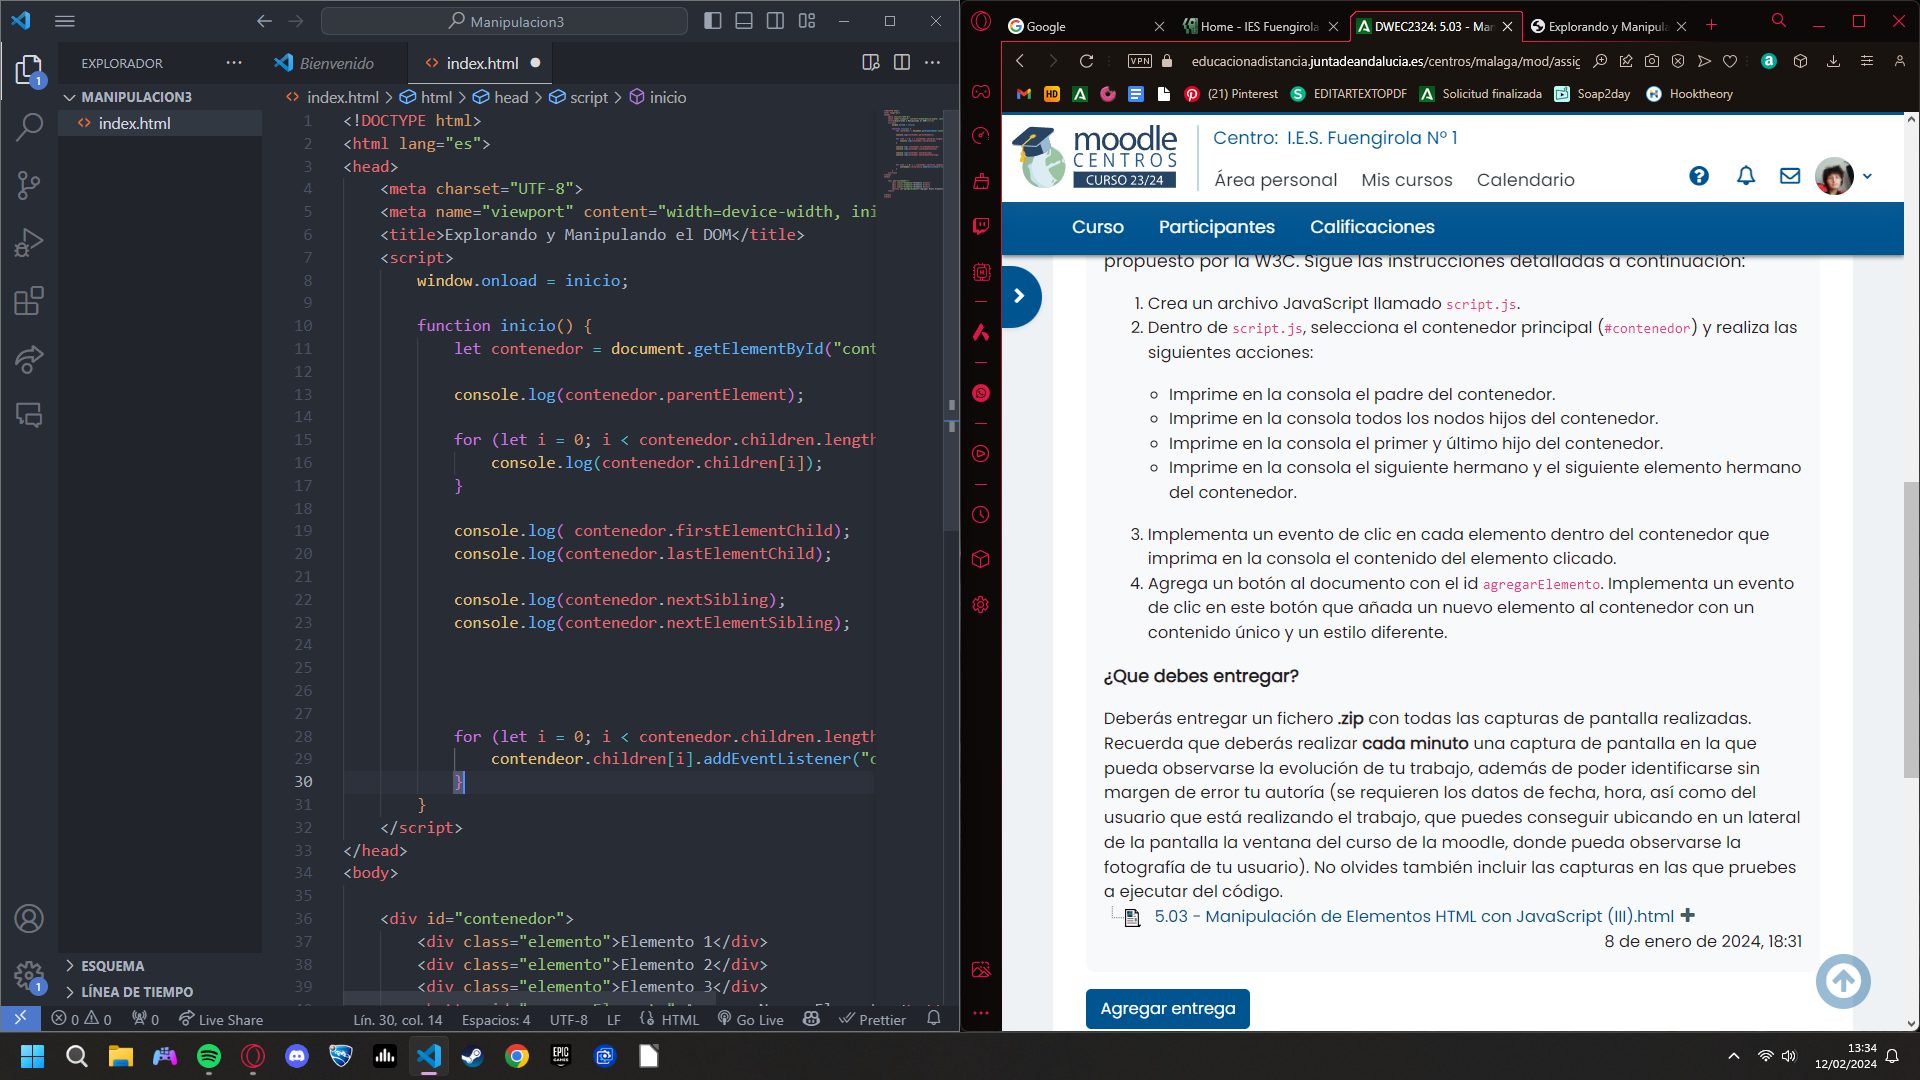 Manipulacion3
EXPLORADOR
Bienvenido
index.html
MANIPULACION3
index.html
index.html > html > head > script > inicio
1 <!DOCTYPE html>
2 <html lang="es">
3 <head>
4 <meta charset="UTF-8">
5 <meta name="viewport" content="width=device-width, ini
6 <title>Explorando y Manipulando el DOM</title>
7 <script>
8 window.onload = inicio;
9
10 function inicio() {
11 let contenedor = document.getElementById("cont
12
13 console.log(contenedor.parentElement);
14
15 for (let i = 0; i < contenedor.children.length
16 console.log(contenedor.children[i]);
17 }
18
19 console.log( contenedor.firstElementChild);
20 console.log(contenedor.lastElementChild);
21
22 console.log(contenedor.nextSibling);
23 console.log(contenedor.nextElementSibling);
24
25
26
27
28 for (let i = 0; i < contenedor.children.length
29 contendeor.children[i].addEventListener("c
30 }
31 }
32 </script>
33 </head>
34 <body>
35
36 <div id="contenedor">
37 <div class="elemento">Elemento 1</div>
38 <div class="elemento">Elemento 2</div>
39 <div class="elemento">Elemento 3</div>
ESQUEMA
LÍNEA DE TIEMPO
1
1
0 0 0 Live Share Lín. 30, col. 14 Espacios: 4 UTF-8 LF HTML Go Live Prettier
Google
Home - IES Fuengirola
DWEC2324: 5.03 - Man
Explorando y Manipula
VPN
educacionadistancia.juntadeandalucia.es/centros/malaga/mod/assig
HD
(21) Pinterest
EDITARTEXTOPDF
Solicitud finalizada
Soap2day
Hooktheory
moodle
CENTROS
CURSO 23/24
Centro: I.E.S. Fuengirola Nº 1
Área personal Mis cursos Calendario
Curso Participantes Calificaciones
propuesto por la W3C. Sigue las instrucciones detalladas a continuación:
1. Crea un archivo JavaScript llamado script.js.
2. Dentro de script.js, selecciona el contenedor principal (#contenedor) y realiza las
siguientes acciones:
Imprime en la consola el padre del contenedor.
Imprime en la consola todos los nodos hijos del contenedor.
Imprime en la consola el primer y último hijo del contenedor.
Imprime en la consola el siguiente hermano y el siguiente elemento hermano
del contenedor.
3. Implementa un evento de clic en cada elemento dentro del contenedor que
imprima en la consola el contenido del elemento clicado.
4. Agrega un botón al documento con el id agregarElemento. Implementa un evento
de clic en este botón que añada un nuevo elemento al contenedor con un
contenido único y un estilo diferente.
¿Que debes entregar?
Deberás entregar un fichero .zip con todas las capturas de pantalla realizadas.
Recuerda que deberás realizar cada minuto una captura de pantalla en la que
pueda observarse la evolución de tu trabajo, además de poder identificarse sin
margen de error tu autoría (se requieren los datos de fecha, hora, así como del
usuario que está realizando el trabajo, que puedes conseguir ubicando en un lateral
de la pantalla la ventana del curso de la moodle, donde pueda observarse la
fotografía de tu usuario). No olvides también incluir las capturas en las que pruebes
a ejecutar del código.
5.03 - Manipulación de Elementos HTML con JavaScript (III).html
8 de enero de 2024, 18:31
Agregar entrega
EPIC GAMES
13:34
12/02/2024